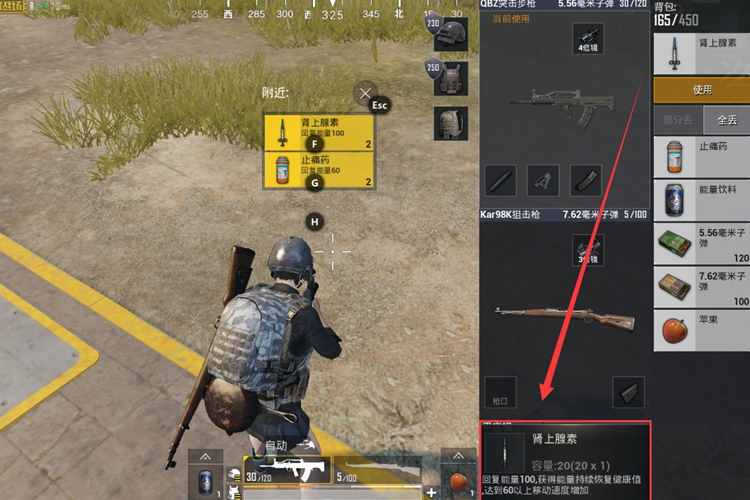 255 285 西 285 300 325 345 北 15 30
230
250
附近:
Esc
肾上腺素
回复能量100
F
2
止痛药
回复能量60
G
2
H
自动
30/120
5/100
1
1
QBZ突击步枪 5.56毫米子弹 30/120
当前使用
4倍镜
Kar98K狙击枪 7.62毫米子弹 5/100
3倍镜
枪口
肾上腺素
容量:20(20 x 1)
回复能量100,获得能量持续恢复健康值
,达到60以上移动速度增加
背包:
165/450
肾上腺素
使用
部分丢 全丢
止痛药
能量饮料
5.56毫米子
弹
120
7.62毫米子
弹
100
苹果